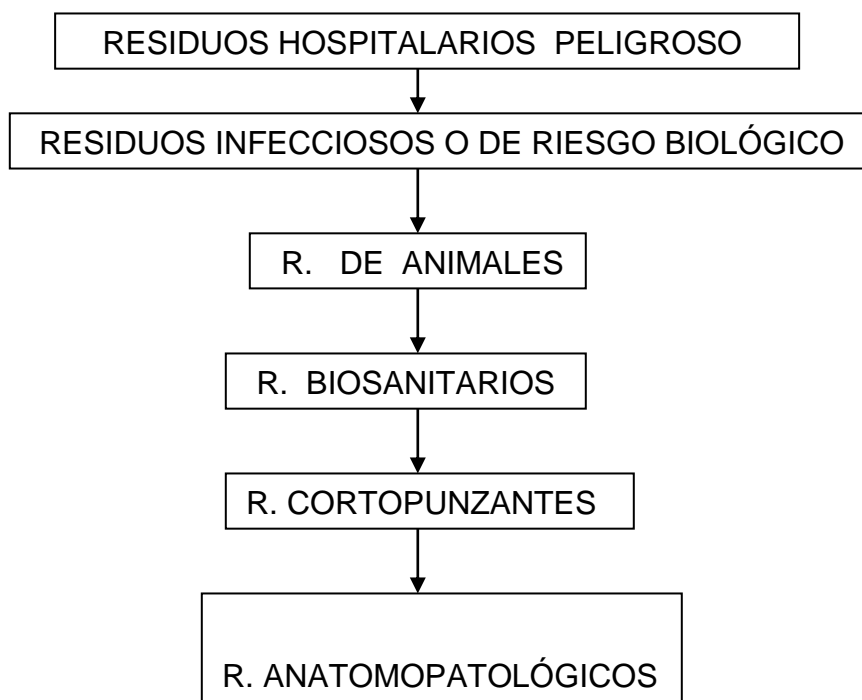 RESIDUOS HOSPITALARIOS PELIGROSO
RESIDUOS INFECCIOSOS O DE RIESGO BIOLÓGICO
R. DE ANIMALES
R. BIOSANITARIOS
R. CORTOPUNZANTES
R. ANATOMOPATOLÓGICOS